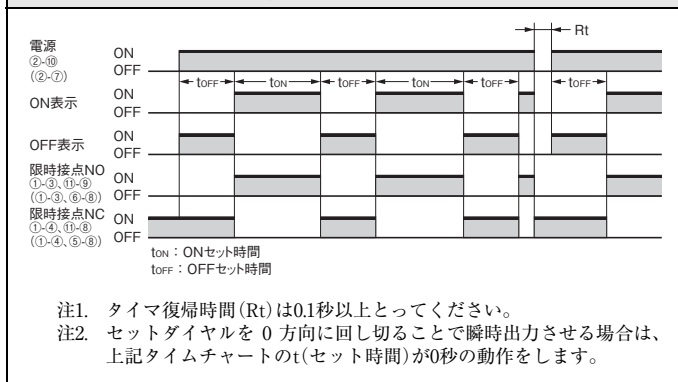 Rt
電源
②-⑩
(②-⑦)
ON
OFF
tOFF tON tOFF tON tOFF tOFF
ON表示
ON
OFF
OFF表示
ON
OFF
限時接点NO
①-③、⑪-⑨
(①-③、⑥-⑧)
ON
OFF
限時接点NC
①-④、⑪-⑧
(①-④、⑤-⑧)
ON
OFF
tON：ONセット時間
tOFF：OFFセット時間
注1. タイマ復帰時間(Rt)は0.1秒以上とってください。
注2. セットダイヤルを 0 方向に回し切ることで瞬時出力させる場合は、
上記タイムチャートのt(セット時間)が0秒の動作をします。